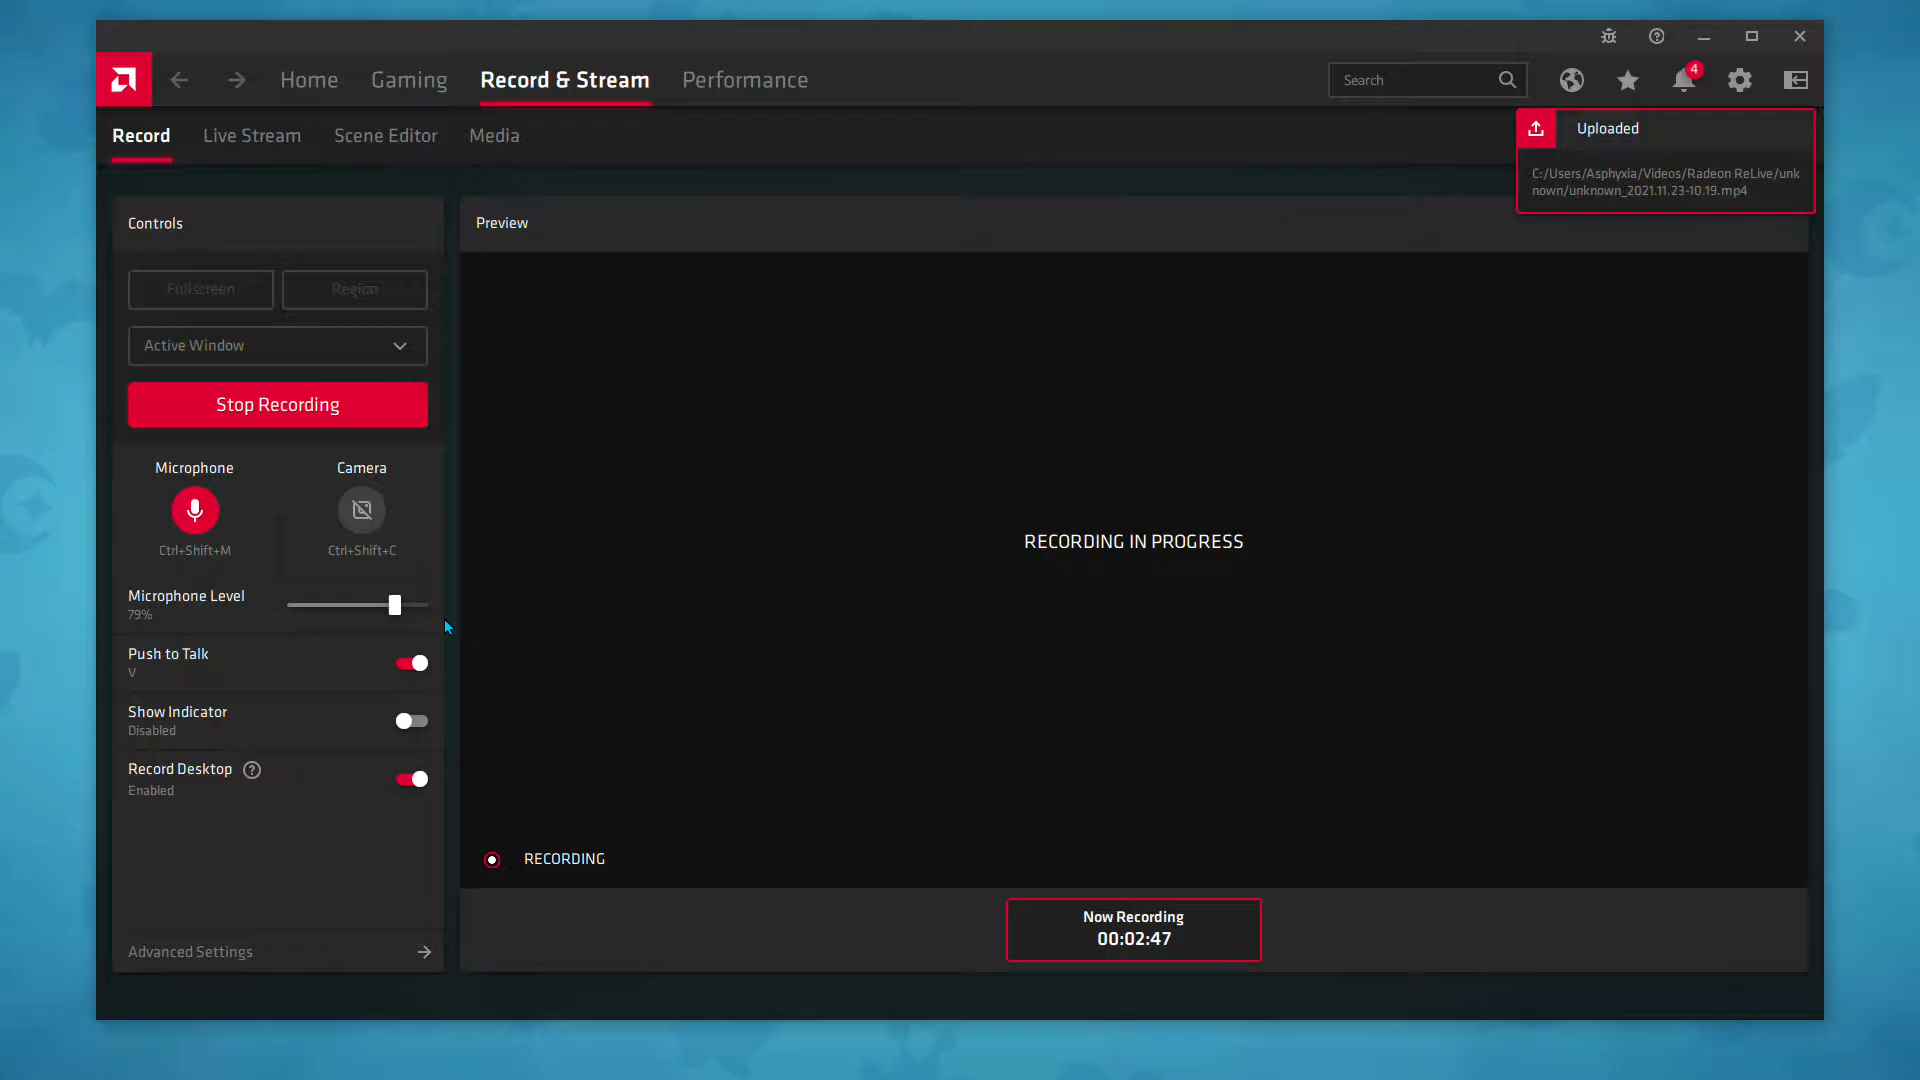 Home Gaming Record & Stream Performance Search 4
Record Live Stream Scene Editor Media
Uploaded
C:/Users/Asphyxia/Videos/Radeon ReLive/unk
nown/unknown_2021.11.23-10.19.mp4
Controls
Fullscreen Region
Active Window
Stop Recording
Microphone Camera
Ctrl+Shift+M Ctrl+Shift+C
Microphone Level
79%
Push to Talk
V
Show Indicator
Disabled
Record Desktop ?
Enabled
Advanced Settings
Preview
RECORDING IN PROGRESS
RECORDING
Now Recording
00:02:47